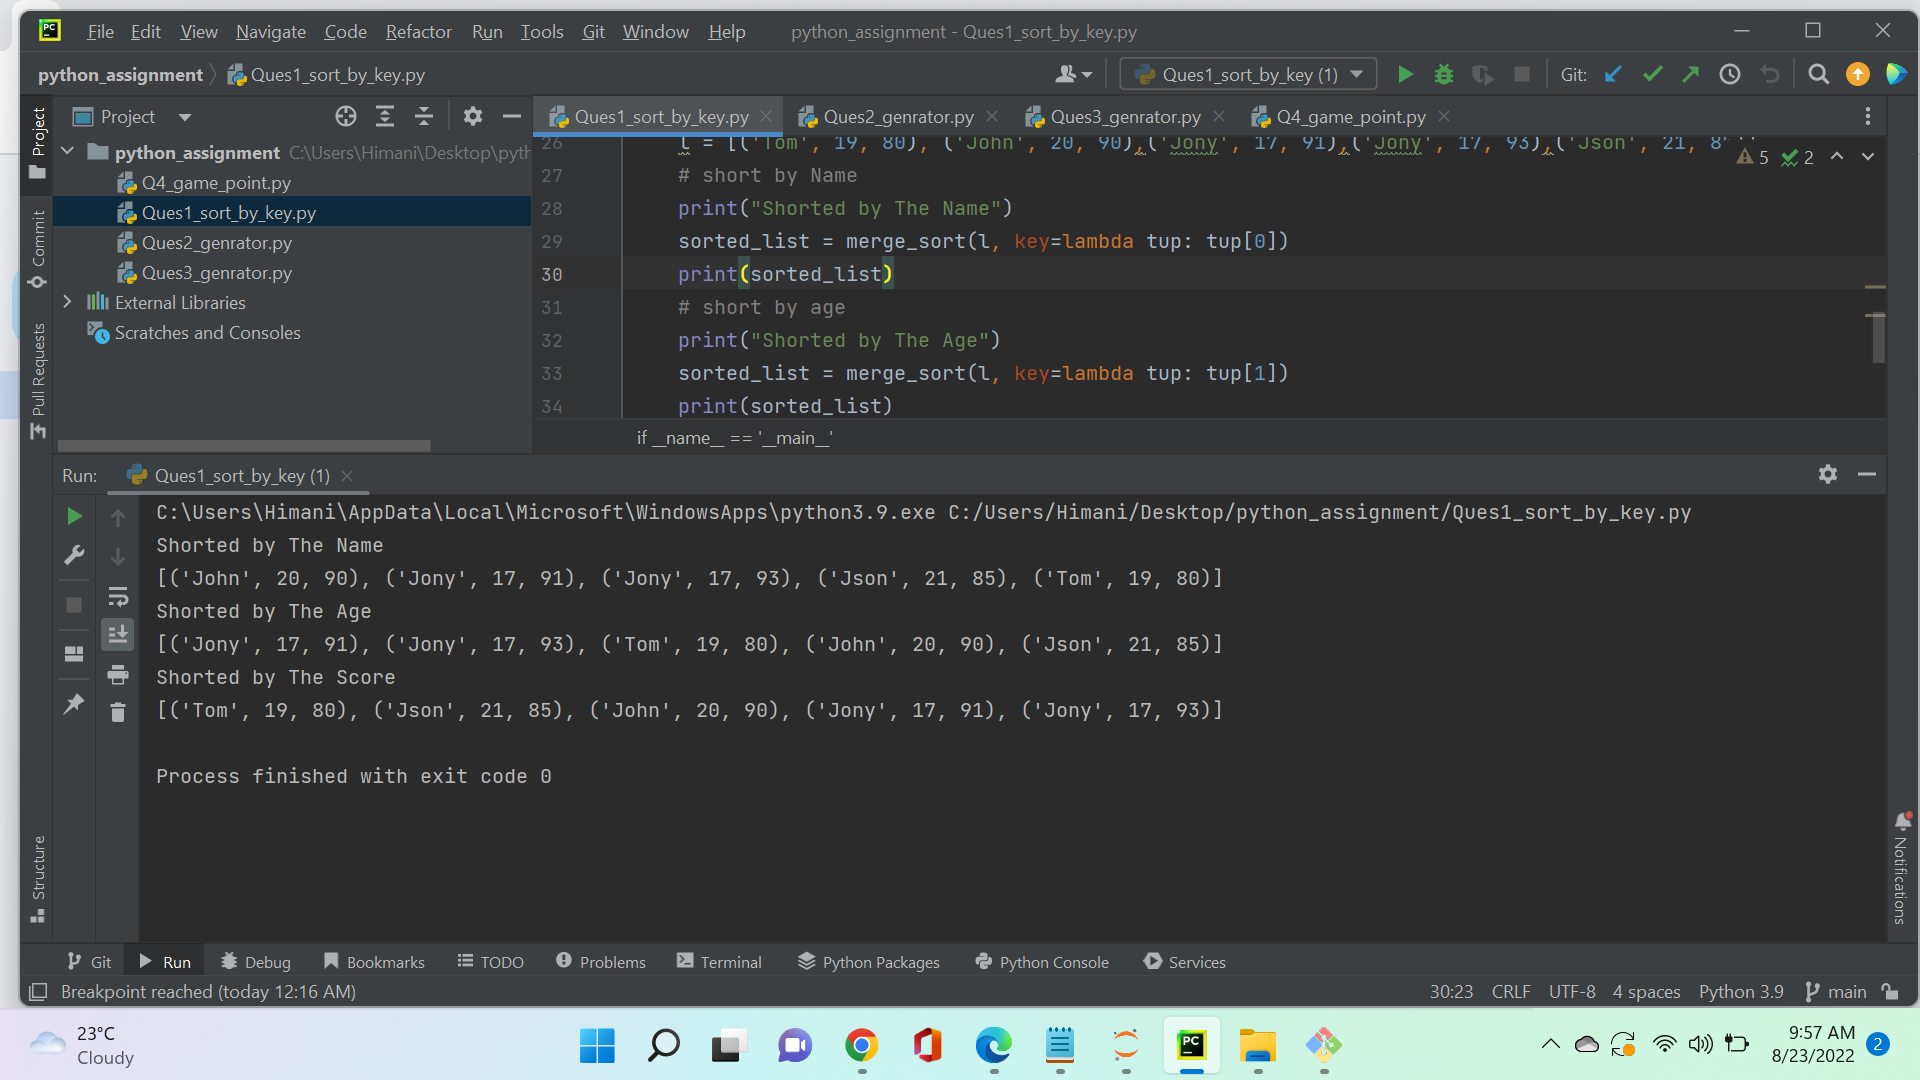 File Edit View Navigate Code Refactor Run Tools Git Window Help python_assignment - Ques1_sort_by_key.py
python_assignment Ques1_sort_by_key.py Ques1_sort_by_key (1) Git:
Project Ques1_sort_by_key.py Ques2_genrator.py Ques3_genrator.py Q4_game_point.py
python_assignment C:\Users\Himani\Desktop\pyth
Q4_game_point.py
Ques1_sort_by_key.py
Ques2_genrator.py
Ques3_genrator.py
External Libraries
Scratches and Consoles
Project
Commit
Pull Requests
Structure
26 l = [('Tom', 19, 80), ('John', 20, 90),('Jony', 17, 91),('Jony', 17, 93),('Json', 21, 8
5 2
27 # short by Name
28 print("Shorted by The Name")
29 sorted_list = merge_sort(l, key=lambda tup: tup[0])
30 print(sorted_list)
31 # short by age
32 print("Shorted by The Age")
33 sorted_list = merge_sort(l, key=lambda tup: tup[1])
34 print(sorted_list)
if __name__ == '__main__'
Run: Ques1_sort_by_key (1)
C:\Users\Himani\AppData\Local\Microsoft\WindowsApps\python3.9.exe C:/Users/Himani/Desktop/python_assignment/Ques1_sort_by_key.py
Shorted by The Name
[('John', 20, 90), ('Jony', 17, 91), ('Jony', 17, 93), ('Json', 21, 85), ('Tom', 19, 80)]
Shorted by The Age
[('Jony', 17, 91), ('Jony', 17, 93), ('Tom', 19, 80), ('John', 20, 90), ('Json', 21, 85)]
Shorted by The Score
[('Tom', 19, 80), ('Json', 21, 85), ('John', 20, 90), ('Jony', 17, 91), ('Jony', 17, 93)]
Process finished with exit code 0
Notifications
Git Run Debug Bookmarks TODO Problems Terminal Python Packages Python Console Services
Breakpoint reached (today 12:16 AM) 30:23 CRLF UTF-8 4 spaces Python 3.9 main
23°C
Cloudy
PC
PC
9:57 AM
8/23/2022
2